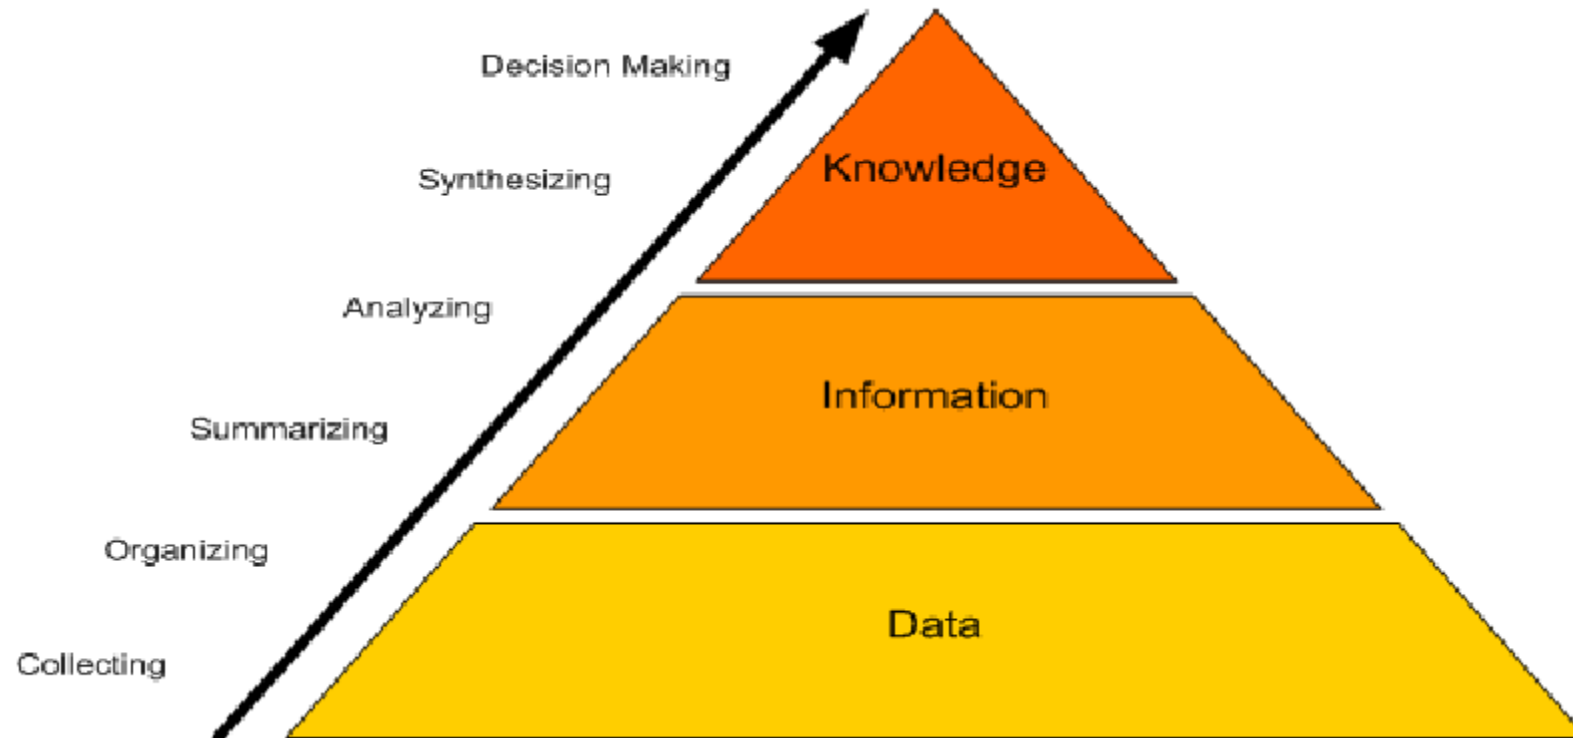 Decision Making
Knowledge
Synthesizing
Analyzing
Information
Summarizing
Organizing
Data
Collecting